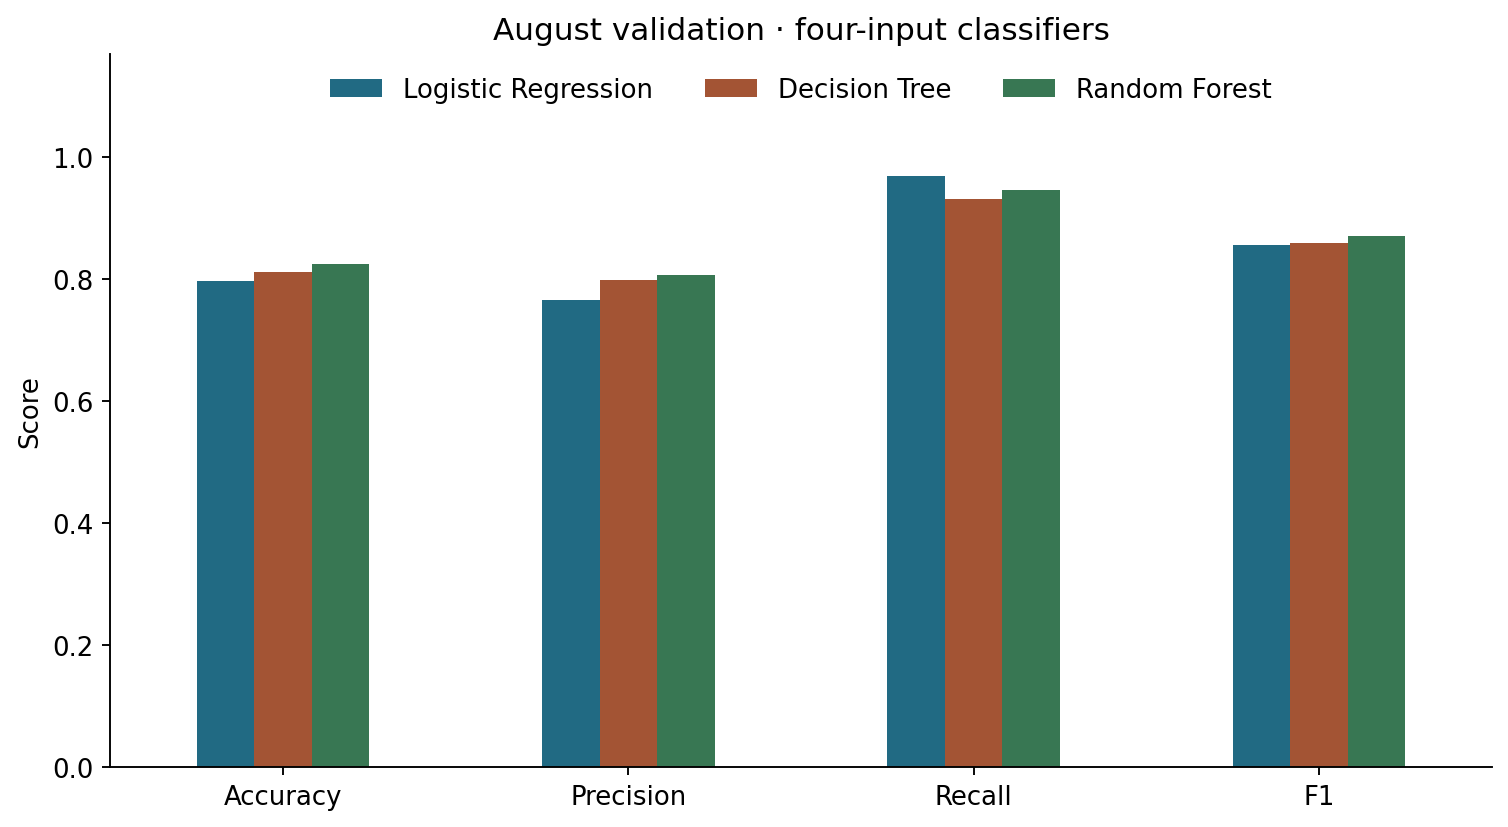 August validation · four-input classifiers
Logistic Regression Decision Tree Random Forest
Score
1.0
0.8
0.6
0.4
0.2
0.0
Accuracy Precision Recall F1